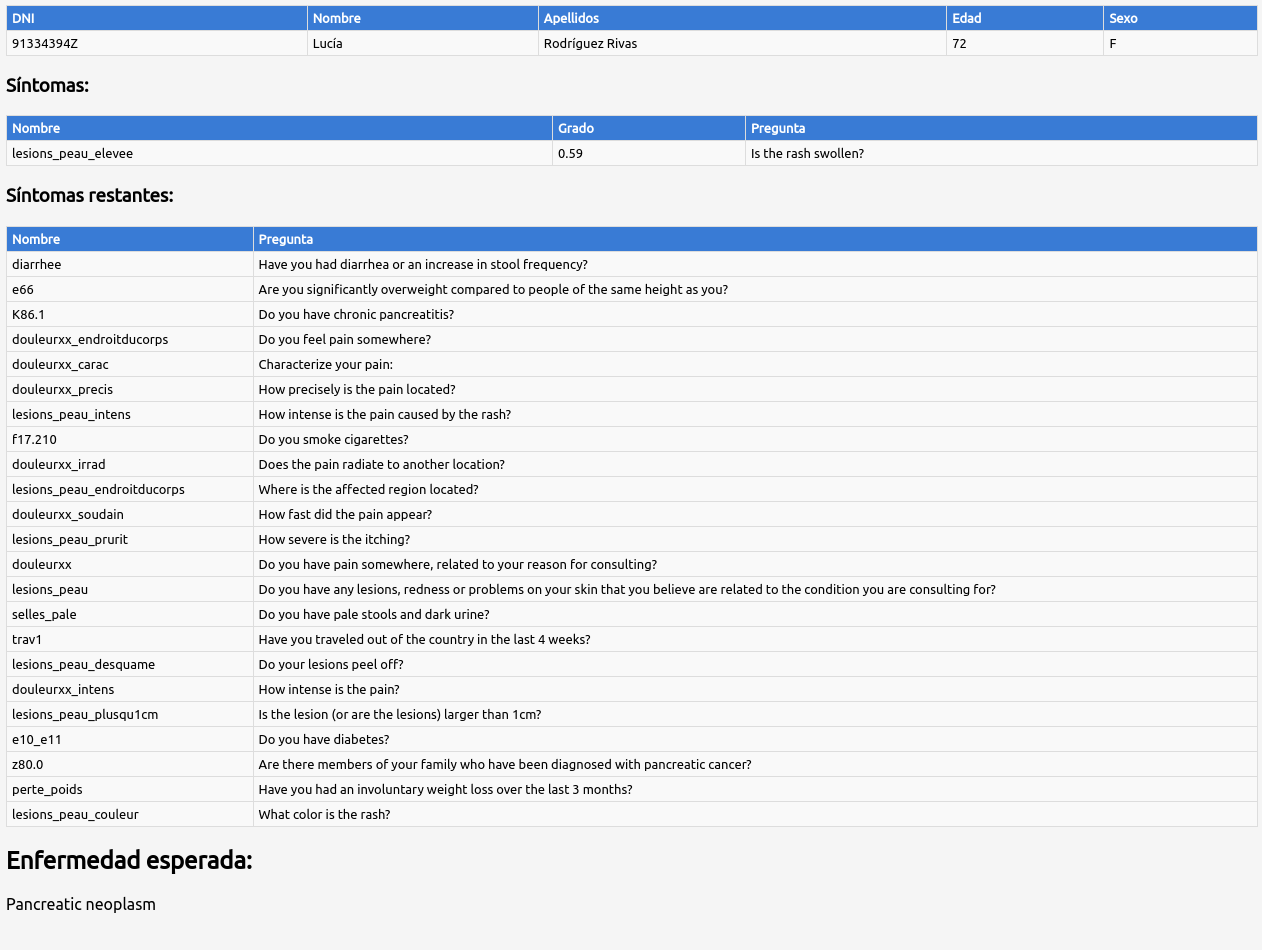 DNI Nombre Apellidos Edad Sexo
91334394Z Lucía Rodríguez Rivas 72 F
Síntomas:
Nombre Grado Pregunta
lesions_peau_elevee 0.59 Is the rash swollen?
Síntomas restantes:
Nombre Pregunta
diarrhee Have you had diarrhea or an increase in stool frequency?
e66 Are you significantly overweight compared to people of the same height as you?
K86.1 Do you have chronic pancreatitis?
douleurxx_endroitducorps Do you feel pain somewhere?
douleurxx_carac Characterize your pain:
douleurxx_precis How precisely is the pain located?
lesions_peau_intens How intense is the pain caused by the rash?
f17.210 Do you smoke cigarettes?
douleurxx_irrad Does the pain radiate to another location?
lesions_peau_endroitducorps Where is the affected region located?
douleurxx_soudain How fast did the pain appear?
lesions_peau_prurit How severe is the itching?
douleurxx Do you have pain somewhere, related to your reason for consulting?
lesions_peau Do you have any lesions, redness or problems on your skin that you believe are related to the condition you are consulting for?
selles_pale Do you have pale stools and dark urine?
trav1 Have you traveled out of the country in the last 4 weeks?
lesions_peau_desquame Do your lesions peel off?
douleurxx_intens How intense is the pain?
lesions_peau_plusqu1cm Is the lesion (or are the lesions) larger than 1cm?
e10_e11 Do you have diabetes?
z80.0 Are there members of your family who have been diagnosed with pancreatic cancer?
perte_poids Have you had an involuntary weight loss over the last 3 months?
lesions_peau_couleur What color is the rash?
Enfermedad esperada:
Pancreatic neoplasm